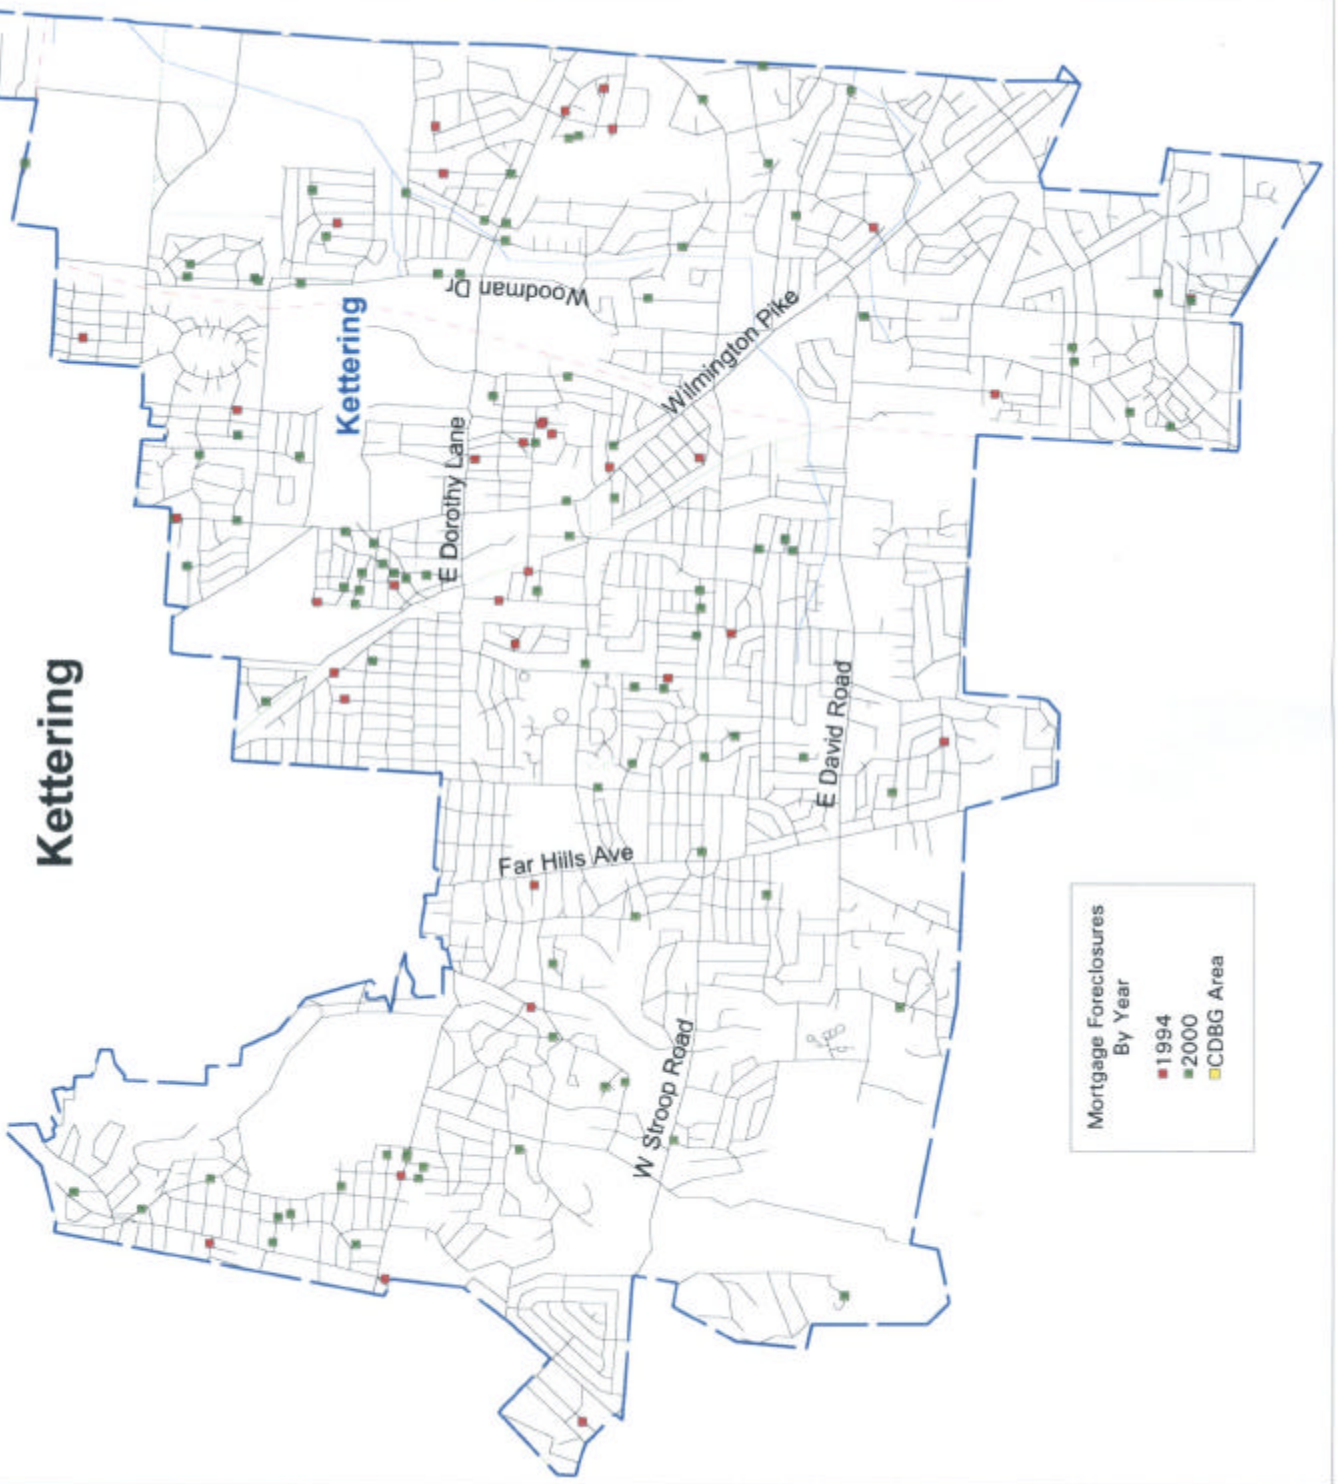 Kettering
Kettering
Woodman Dr
Wilmington Pike
E Dorothy Lane
E David Road
Far Hills Ave
W Stroop Road
Mortgage Foreclosures
By Year
1994
2000
CDBG Area